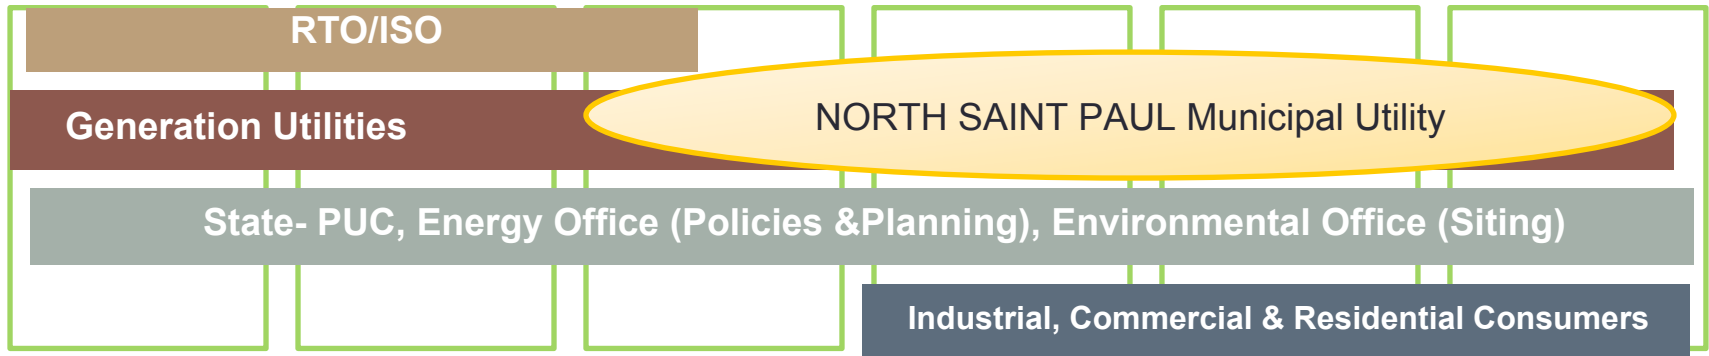 RTO/ISO
Generation Utilities
NORTH SAINT PAUL Municipal Utility
State- PUC, Energy Office (Policies &Planning), Environmental Office (Siting)
Industrial, Commercial & Residential Consumers